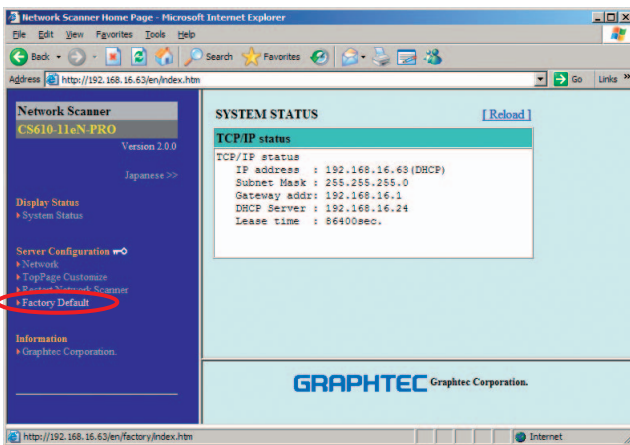 Network Scanner Home Page - Microsoft Internet Explorer
File Edit View Favorites Tools Help
Back Search Favorites
Address http://192.168.16.63/en/index.htm Go Links »
Network Scanner
CS610-11eN-PRO
Version 2.0.0
Japanese >>
Display Status
System Status
Server Configuration
Network
TopPage Customize
Restart Network Scanner
Factory Default
Information
Graphtec Corporation.
SYSTEM STATUS [ Reload ]
TCP/IP status
TCP/IP status
IP address : 192.168.16.63(DHCP)
Subnet Mask : 255.255.255.0
Gateway addr: 192.168.16.1
DHCP Server : 192.168.16.24
Lease time : 86400sec.
GRAPHTEC Graphtec Corporation.
http://192.168.16.63/en/factory/index.htm Internet